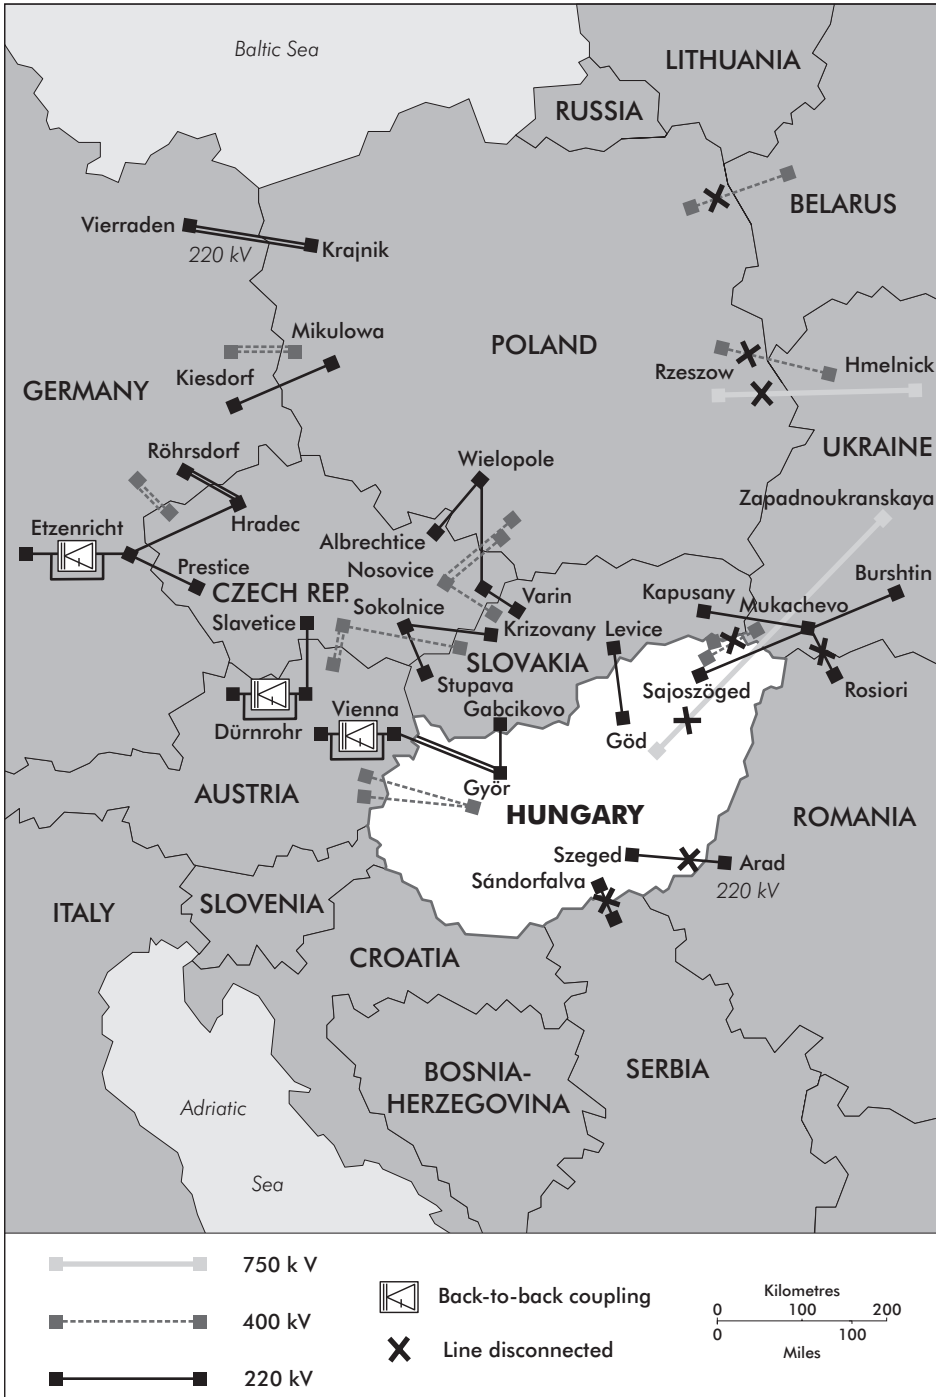 Baltic Sea
LITHUANIA
RUSSIA
BELARUS
Vierraden
220 kV
Krajnik
Mikulowa
POLAND
Kiesdorf
Rzeszow
Hmelnick
GERMANY
UKRAINE
Röhrsdorf
Wielopole
Zapadnoukranskaya
Hradec
Etzenricht
Albrechtice
Prestice
Nosovice
Burshtin
CZECH REP.
Varin
Kapusany
Mukachevo
Slavetice
Sokolnice
Krizovany
Levice
SLOVAKIA
Stupava
Sajoszöged
Rosiori
Dürnrohr
Vienna
Gabcikovo
Göd
Györ
AUSTRIA
HUNGARY
ROMANIA
Szeged
Arad
220 kV
Sándorfalva
ITALY
SLOVENIA
CROATIA
BOSNIA-
HERZEGOVINA
SERBIA
Adriatic
Sea
750 k V
400 kV
220 kV
Back-to-back coupling
Line disconnected
Kilometres
0 100 200
0 100
Miles